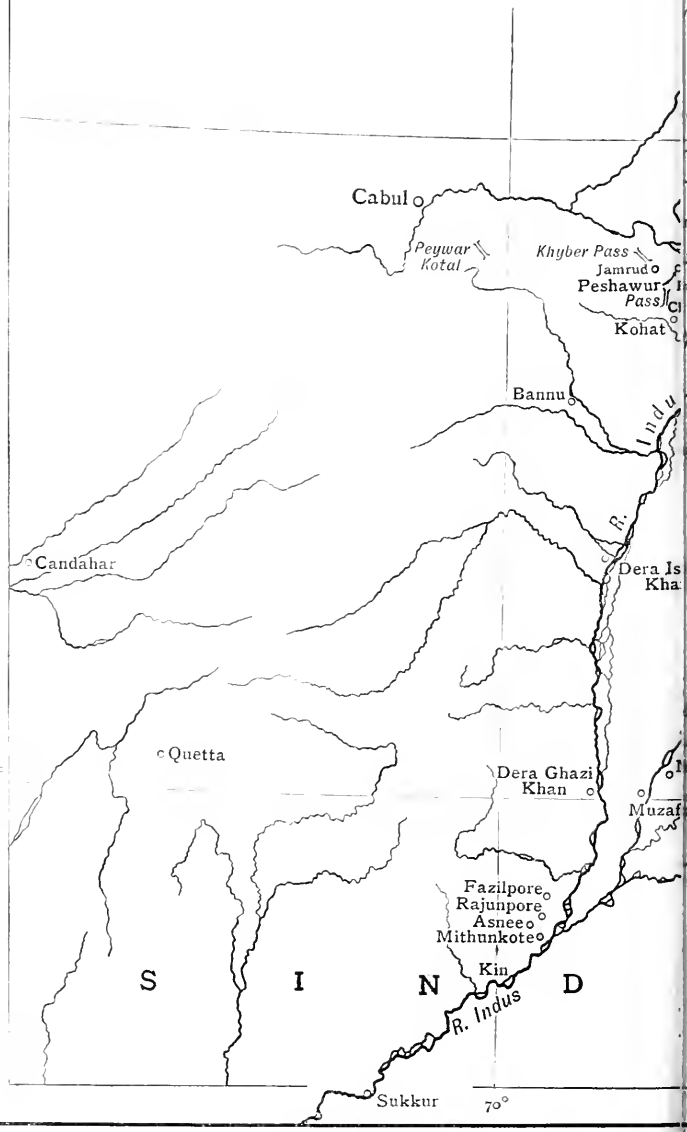 Cabul
Peywar
Kotal
Khyber Pass
Jamrud
Peshawur
Pass
Kohat
Bannu
R. Indu
Candahar
Dera Is
Kha
Quetta
Dera Ghazi
Khan
Muzaf
Fazilpore
Rajunpore
Asnee
Mithunkote
Kin
S I N D
R. Indus
Sukkur
70°